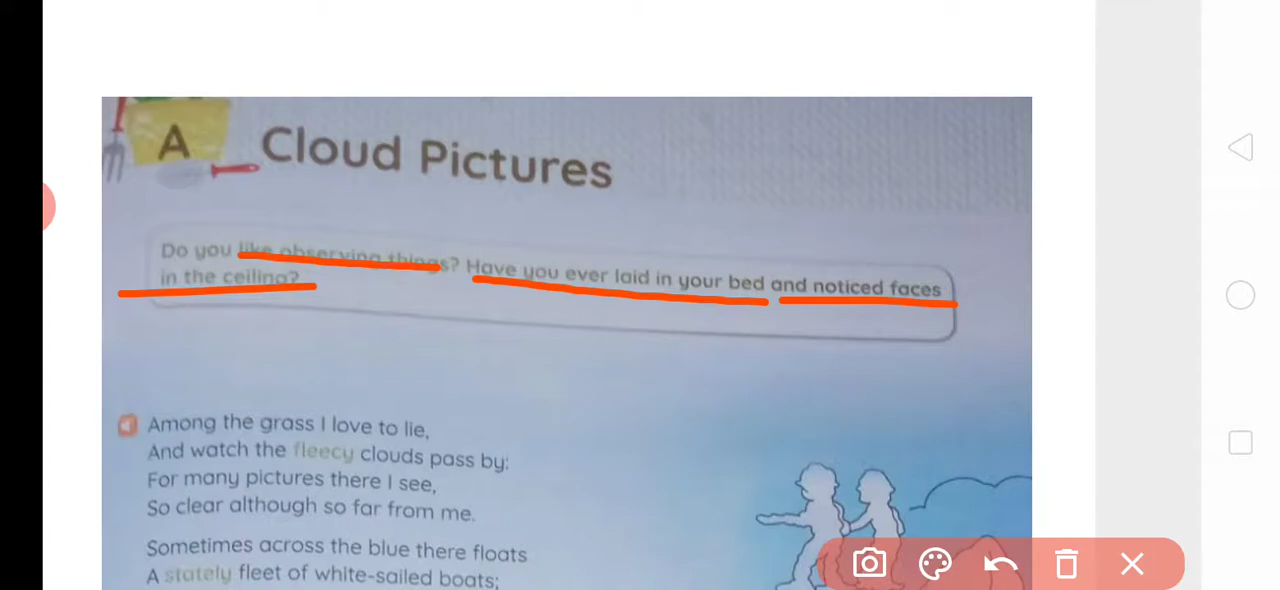 A Cloud Pictures
Do you like observing things? Have you ever laid in your bed and noticed faces
in the ceiling?
Among the grass I love to lie,
And watch the fleecy clouds pass by:
For many pictures there I see,
So clear although so far from me.
Sometimes across the blue there floats
A stately fleet of white-sailed boats;